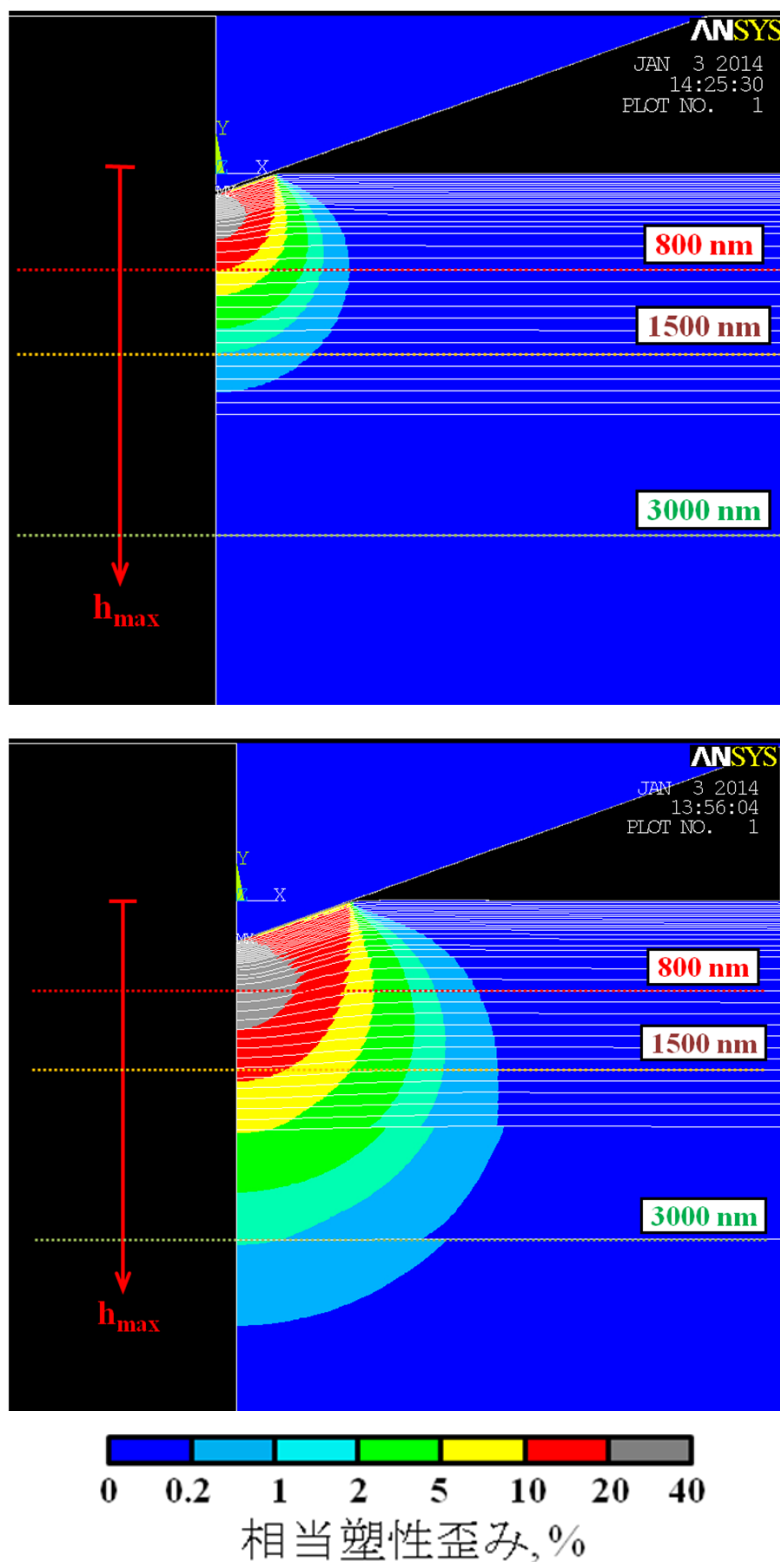 ANSYS
JAN 3 2014
14:25:30
PLOT NO. 1
Y
X
MX
800 nm
1500 nm
3000 nm
hmax
ANSYS
JAN 3 2014
13:56:04
PLOT NO. 1
Y
X
MX
800 nm
1500 nm
3000 nm
hmax
0 0.2 1 2 5 10 20 40
相当塑性歪み,%